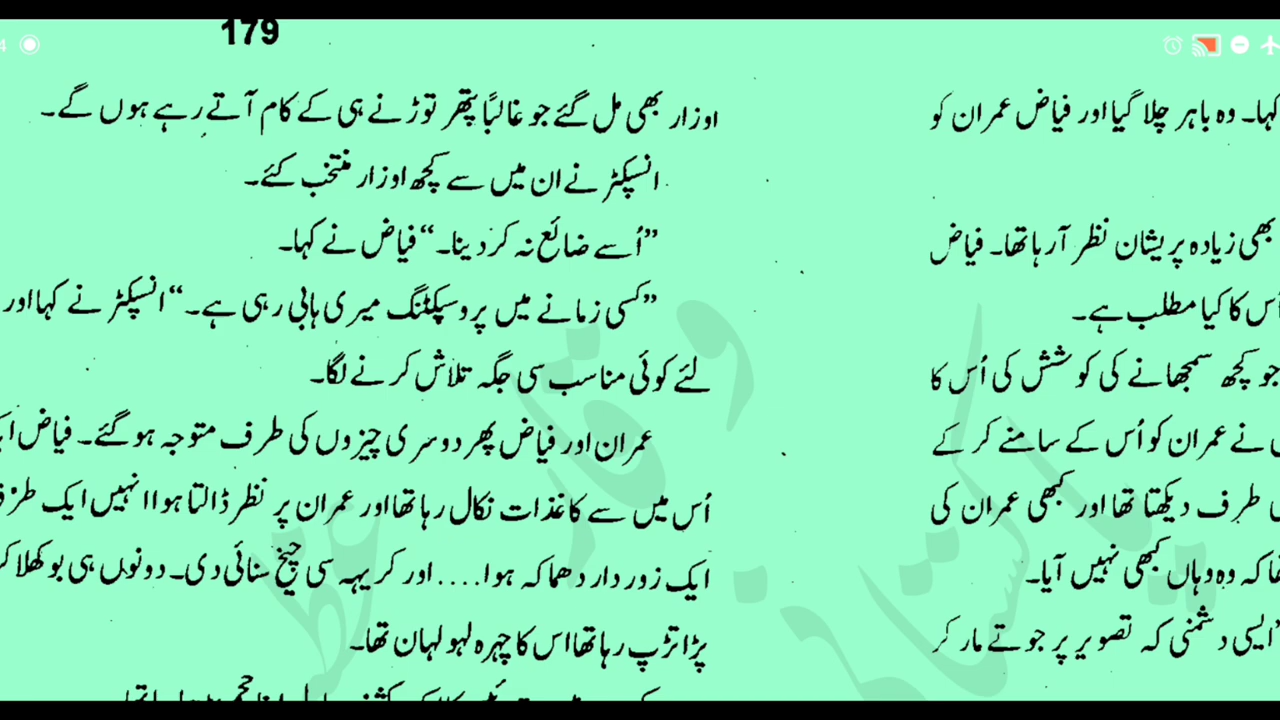 179
کہا۔ وہ باہر چلا گیا اور فیاض عمران کو
بھی زیادہ پریشان نظر آرہا تھا۔ فیاض
اُس کا کیا مطلب ہے۔
جو کچھ سمجھانے کی کوشش کی اُس کا
نے عمران کو اُس کے سامنے کر کے
طرف دیکھتا تھا اور کبھی عمران کی
کہ وہ وہاں کبھی نہیں آیا۔
ایسی دشمنی کہ تصویر پر جوتے مار کر
اوزار بھی مل گئے جو غالباً پتھر توڑنے ہی کے کام آتے رہے ہوں گے۔
انسپکٹر نے ان میں سے کچھ اوزار منتخب کئے۔
”اُسے ضائع نہ کر دینا۔“ فیاض نے کہا۔
”کسی زمانے میں پروسپکٹنگ میری ہابی رہی ہے۔“ انسپکٹر نے کہا اور
لئے کوئی مناسب سی جگہ تلاش کرنے لگا۔
عمران اور فیاض پھر دوسری چیزوں کی طرف متوجہ ہوگئے۔ فیاض
اُس میں سے کاغذات نکال رہا تھا اور عمران پر نظر ڈالتا ہوا انہیں ایک طرف
ایک زور دار دھماکہ ہوا.... اور کریہہ سی چیخ سنائی دی۔ دونوں ہی بوکھلا
پڑا تڑپ رہا تھا اس کا چہرہ لہولہان تھا۔